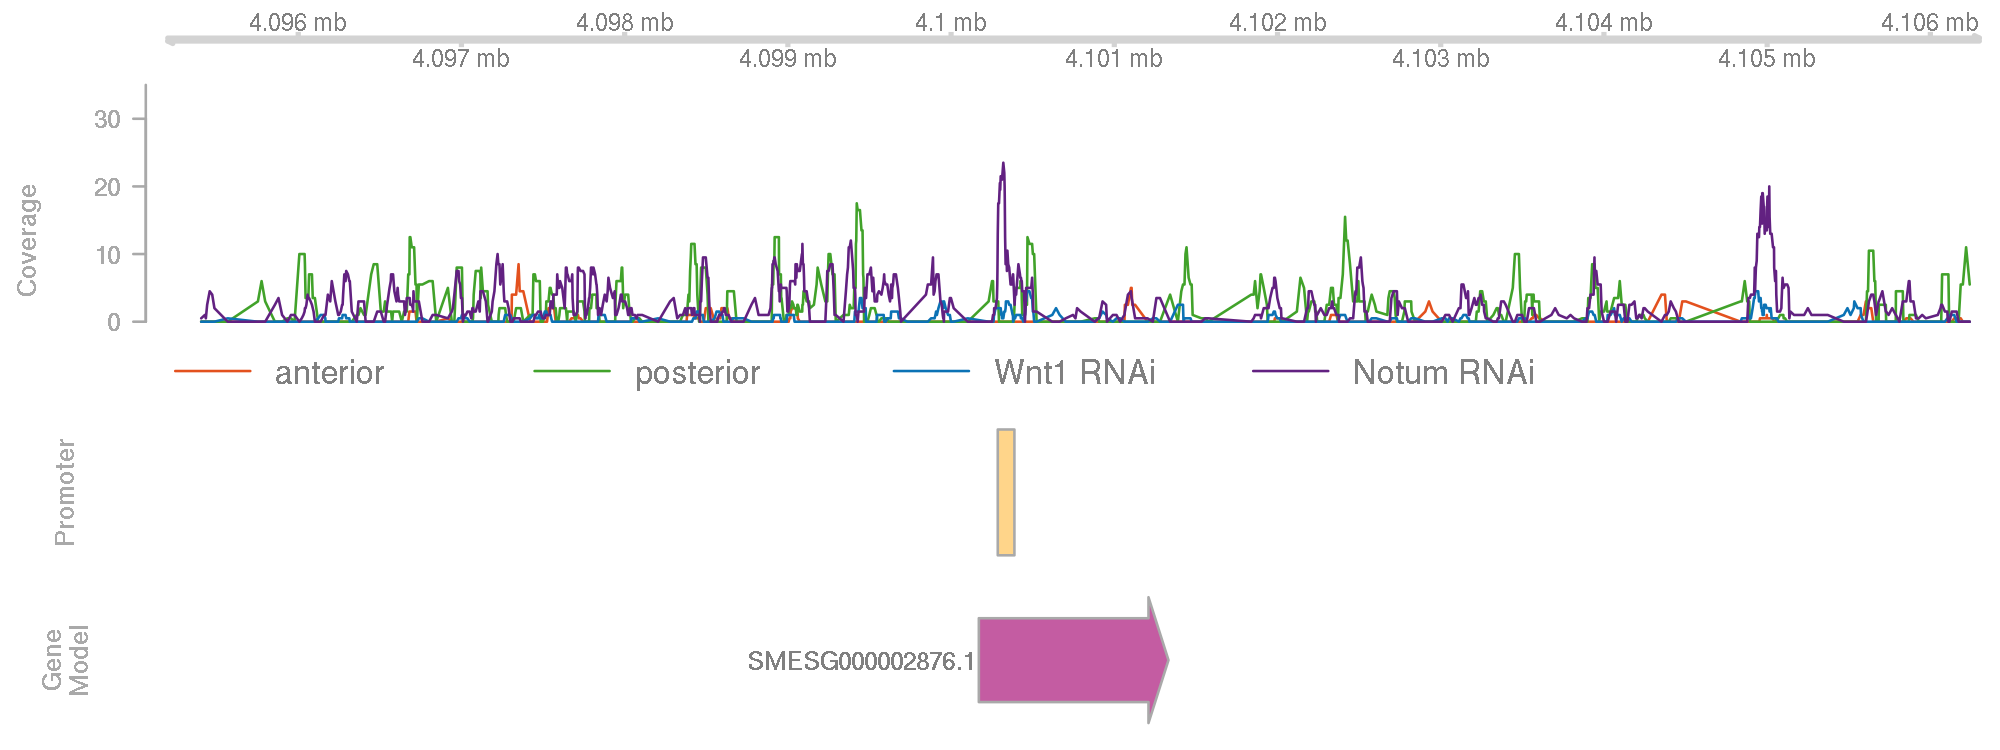 4.096 mb 4.098 mb 4.1 mb 4.102 mb 4.104 mb 4.106 mb
4.097 mb 4.099 mb 4.101 mb 4.103 mb 4.105 mb
30
20
10
0
Coverage
anterior posterior Wnt1 RNAi Notum RNAi
Promoter
SMESG000002876.1
Gene
Model